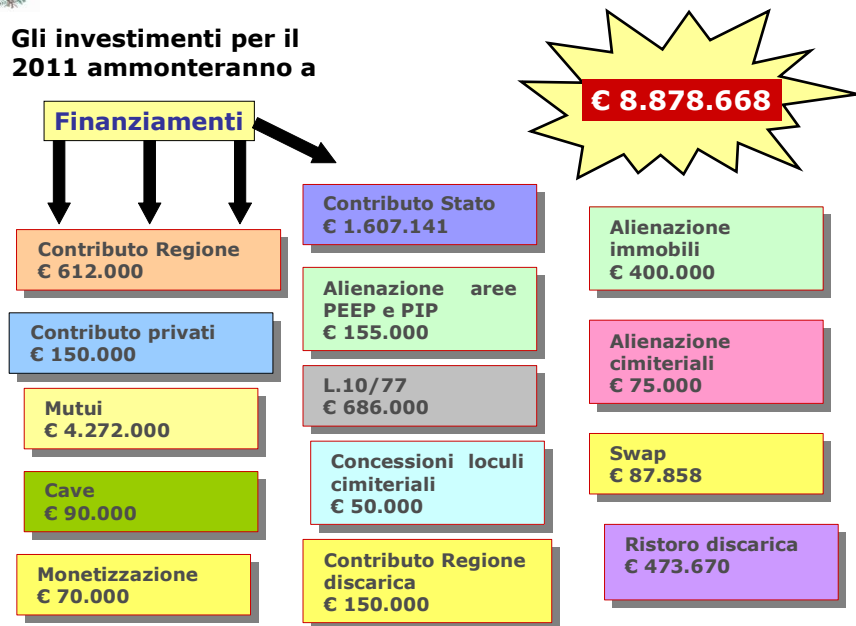 Gli investimenti per il
2011 ammonteranno a
€ 8.878.668
Finanziamenti
Contributo Regione
€ 612.000
Contributo privati
€ 150.000
Mutui
€ 4.272.000
Cave
€ 90.000
Monetizzazione
€ 70.000
Contributo Stato
€ 1.607.141
Alienazione aree
PEEP e PIP
€ 155.000
L.10/77
€ 686.000
Concessioni loculi
cimiteriali
€ 50.000
Contributo Regione
discarica
€ 150.000
Alienazione
immobili
€ 400.000
Alienazione
cimiteriali
€ 75.000
Swap
€ 87.858
Ristoro discarica
€ 473.670